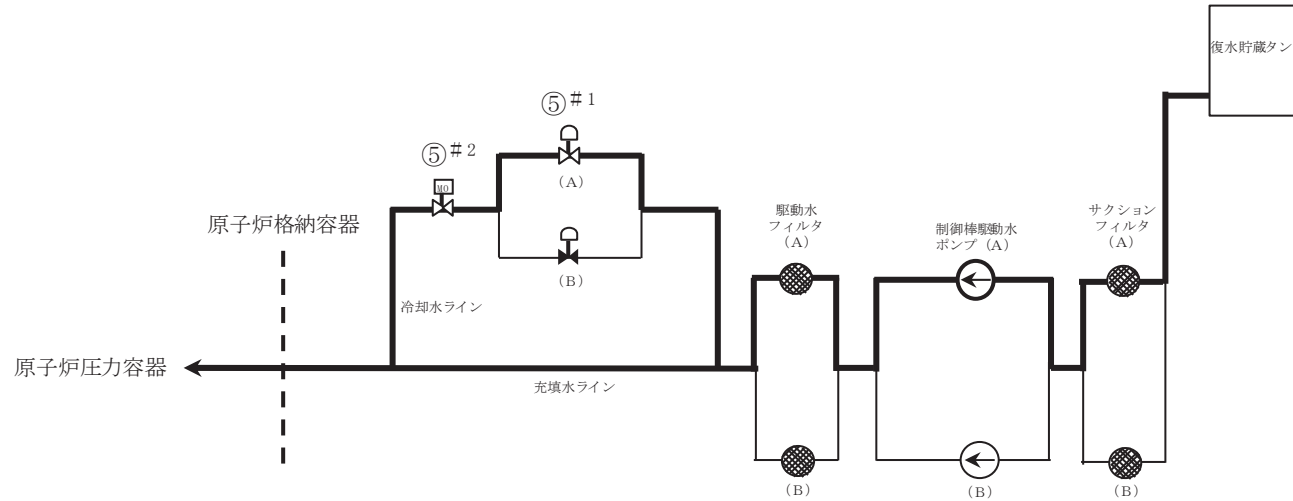 復水貯蔵タン
⑤#1
⑤#2
MO
(A)
(B)
原子炉格納容器
駆動水
フィルタ
(A)
制御棒駆動水
ポンプ (A)
サクション
フィルタ
(A)
冷却水ライン
原子炉圧力容器
充填水ライン
(B)
(B)
(B)